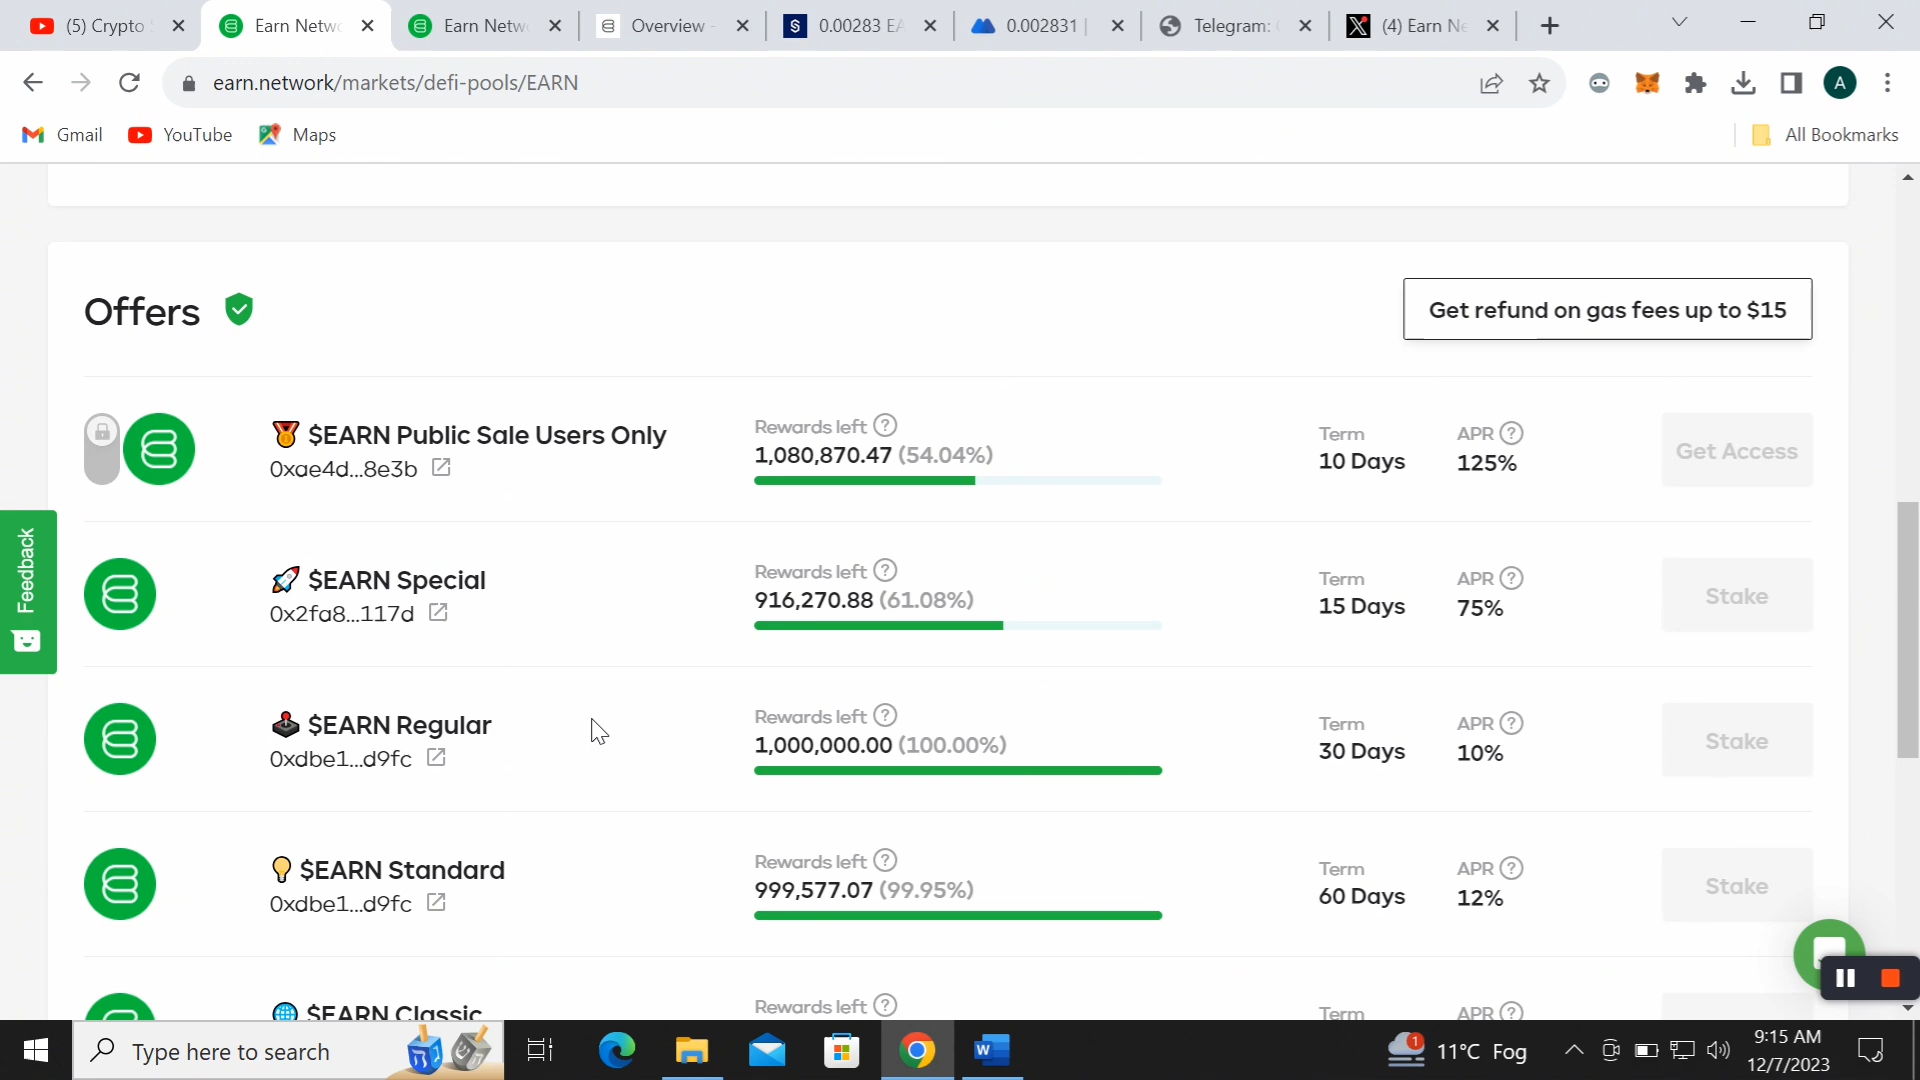 (5) Crypto
Earn Netwo
Earn Netwo
Overview -
0.00283 EA
0.002831 |
Telegram:
(4) Earn Ne
earn.network/markets/defi-pools/EARN
A
Gmail
YouTube
Maps
All Bookmarks
Offers
Get refund on gas fees up to $15
$EARN Public Sale Users Only
0xae4d...8e3b
Rewards left ?
1,080,870.47 (54.04%)
Term
10 Days
APR ?
125%
Get Access
$EARN Special
0x2fa8...117d
Rewards left ?
916,270.88 (61.08%)
Term
15 Days
APR ?
75%
Stake
Feedback
$EARN Regular
0xdbe1...d9fc
Rewards left ?
1,000,000.00 (100.00%)
Term
30 Days
APR ?
10%
Stake
$EARN Standard
0xdbe1...d9fc
Rewards left ?
999,577.07 (99.95%)
Term
60 Days
APR ?
12%
Stake
$EARN Classic
Rewards left ?
Term
APR ?
Type here to search
W
1
11°C Fog
9:15 AM
12/7/2023